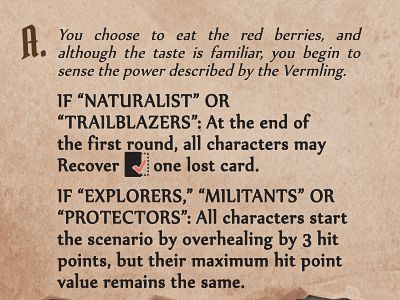 A. You choose to eat the red berries, and
although the taste is familiar, you begin to
sense the power described by the Vermling.
IF “NATURALIST” OR
“TRAILBLAZERS”: At the end of
the first round, all characters may
Recover one lost card.
IF “EXPLORERS,” “MILITANTS” OR
“PROTECTORS”: All characters start
the scenario by overhealing by 3 hit
points, but their maximum hit point
value remains the same.